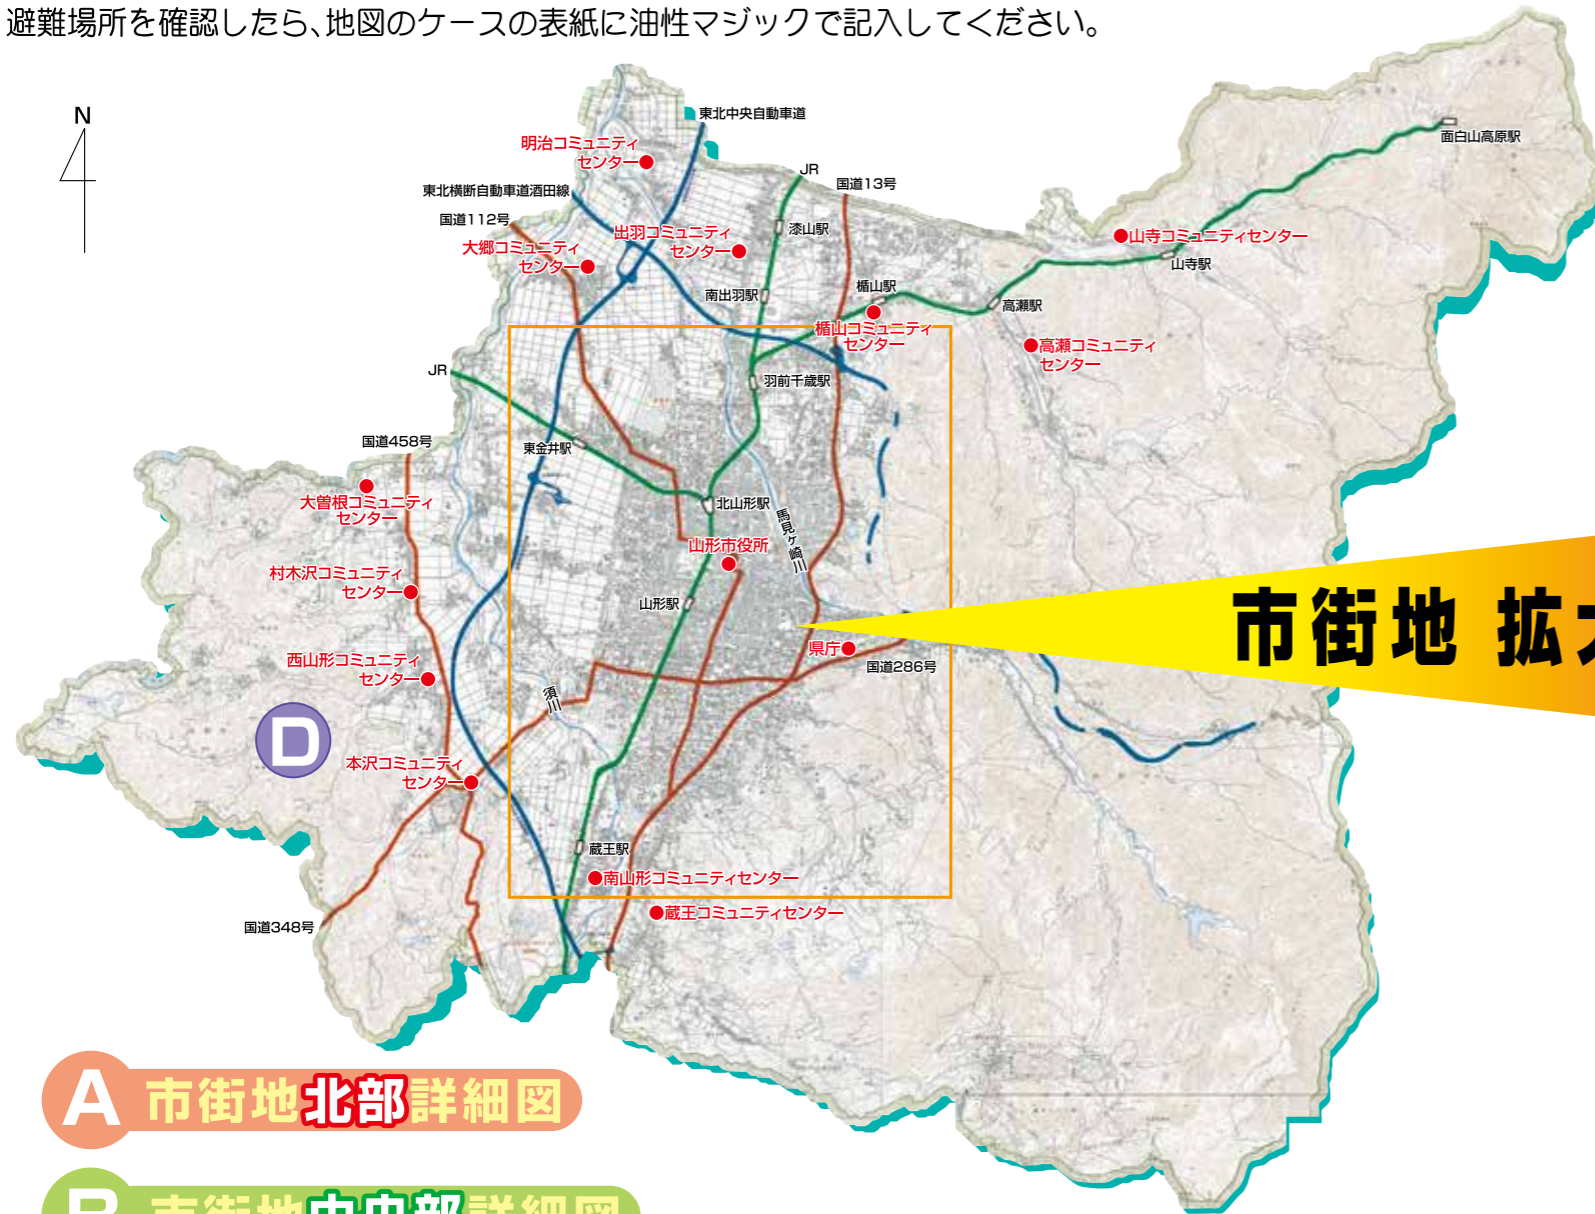 避難場所を確認したら、地図のケースの表紙に油性マジックで記入してください。
N
東北中央自動車道
明治コミュニティ
センター
JR
国道13号
面白山高原駅
東北横断自動車道酒田線
国道112号
大郷コミュニティ
センター
出羽コミュニティ
センター
漆山駅
山寺コミュニティセンター
山寺駅
南出羽駅
楯山駅
高瀬駅
楯山コミュニティ
センター
高瀬コミュニティ
センター
JR
羽前千歳駅
国道458号
東金井駅
大曽根コミュニティ
センター
北山形駅
馬見ヶ崎川
山形市役所
村木沢コミュニティ
センター
山形駅
市街地 拡
県庁
国道286号
西山形コミュニティ
センター
須川
D
本沢コミュニティ
センター
蔵王駅
南山形コミュニティセンター
蔵王コミュニティセンター
国道348号
A 市街地北部詳細図
B 市街地中央部詳細図